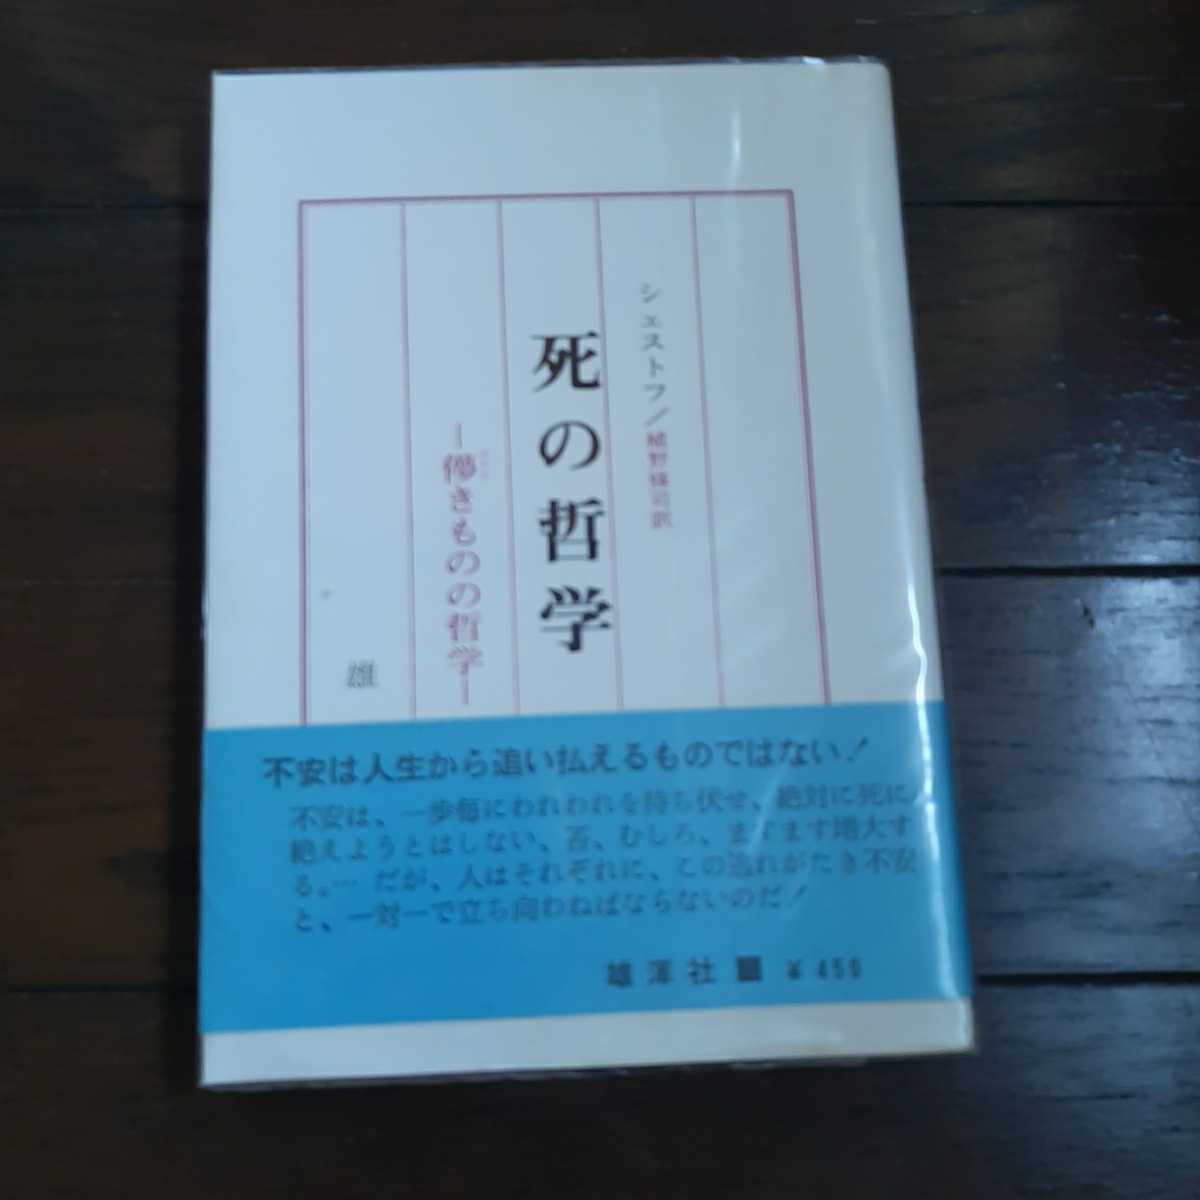 シェストフ/植野修司訳
死の哲学
―儚きものの哲学―
雄
不安は人生から追い払えるものではない!
不安は、一歩毎にわれわれを待ち伏せ、絶対に死に
絶えようとはしない、否、むしろ、ますます増大す
る。… だが、人はそれぞれに、この逃れがたき不安
と、一対一で立ち向わねばならないのだ!
雄渾社 ¥450